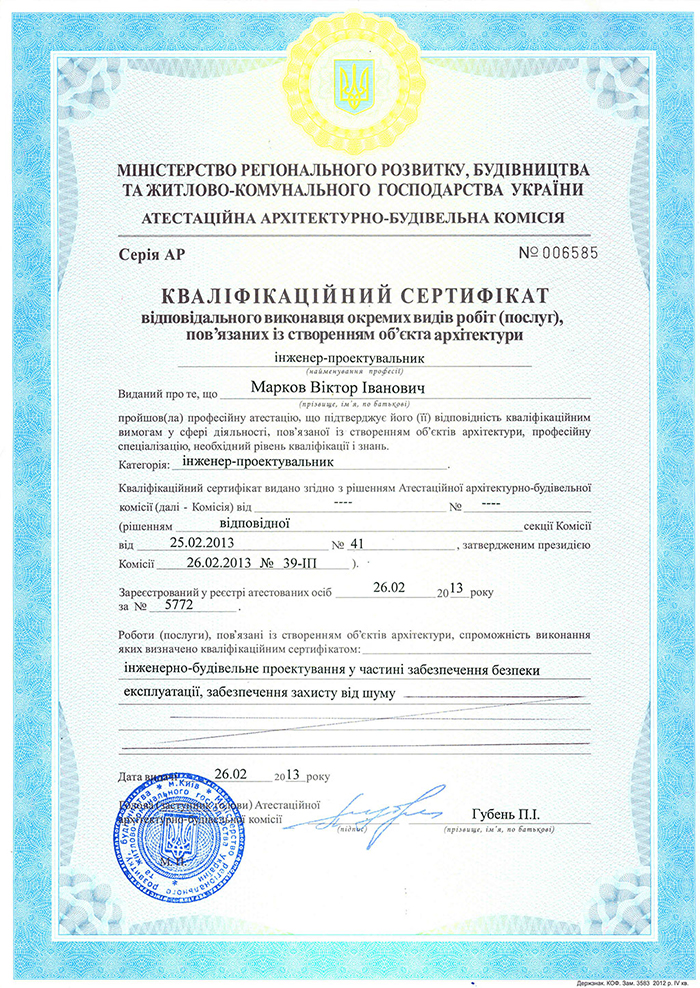 МІНІСТЕРСТВО РЕГІОНАЛЬНОГО РОЗВИТКУ, БУДІВНИЦТВА
ТА ЖИТЛОВО-КОМУНАЛЬНОГО ГОСПОДАРСТВА УКРАЇНИ
АТЕСТАЦІЙНА АРХІТЕКТУРНО-БУДІВЕЛЬНА КОМІСІЯ
Серія АР № 006585
КВАЛІФІКАЦІЙНИЙ СЕРТИФІКАТ
відповідального виконавця окремих видів робіт (послуг),
пов'язаних із створенням об'єкта архітектури
інженер-проектувальник
(найменування професії)
Виданий про те, що Марков Віктор Іванович
(прізвище, ім'я, по батькові)
пройшов(ла) професійну атестацію, що підтверджує його (її) відповідність кваліфікаційним
вимогам у сфері діяльності, пов'язаної із створенням об'єктів архітектури, професійну
спеціалізацію, необхідний рівень кваліфікації і знань.
Категорія: інженер-проектувальник.
Кваліфікаційний сертифікат видано згідно з рішенням Атестаційної архітектурно-будівельної
комісії (далі - Комісія) від ---- № ----
(рішенням відповідної секції Комісії
від 25.02.2013 № 41, затвердженим президією
Комісії 26.02.2013 № 39-ІП ).
Зареєстрований у реєстрі атестованих осіб 26.02 2013 року
за № 5772.
Роботи (послуги), пов'язані із створенням об'єктів архітектури, спроможність виконання
яких визначено кваліфікаційним сертифікатом:
інженерно-будівельне проектування у частині забезпечення безпеки
експлуатації, забезпечення захисту від шуму
Дата видачі 26.02 2013 року
Голова (заступник голови) Атестаційної
архітектурно-будівельної комісії Губень П.І.
(підпис) (прізвище, ім'я, по батькові)
М.П.
Держзнак. КОФ. Зам. 3583 2012 р. IV кв.